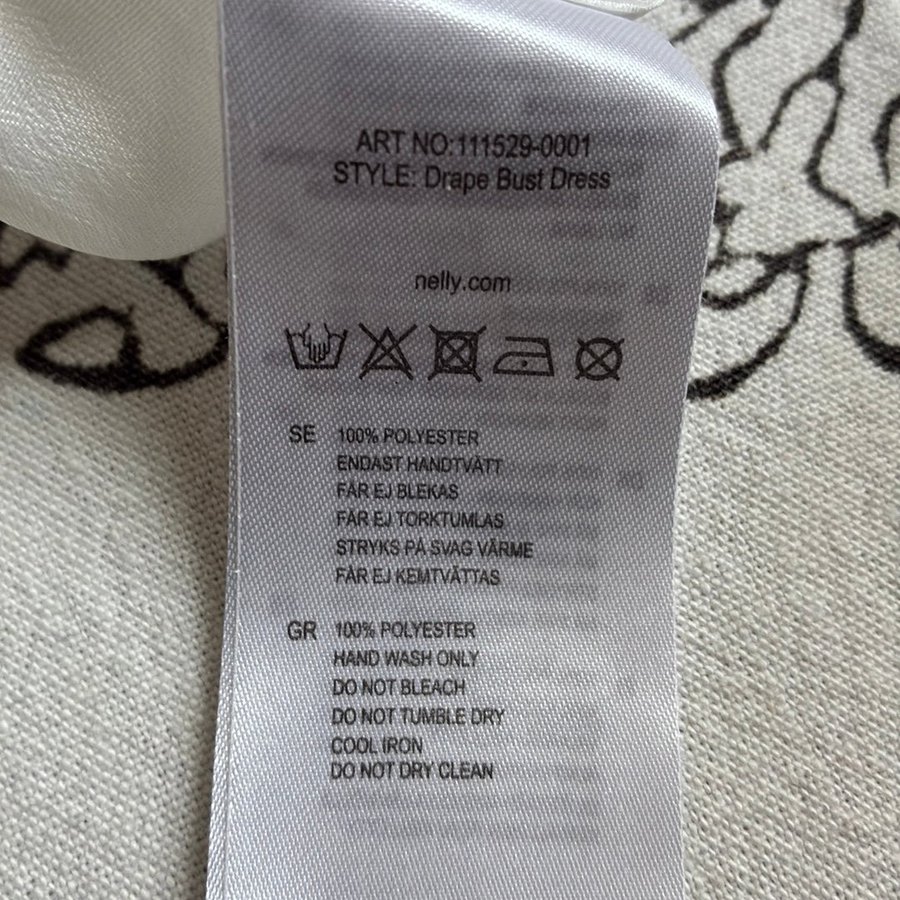 ART NO:111529-0001
STYLE: Drape Bust Dress
nelly.com
SE 100% POLYESTER
ENDAST HANDTVÄTT
FÅR EJ BLEKAS
FÅR EJ TORKTUMLAS
STRYKS PÅ SVAG VÄRME
FÅR EJ KEMTVÄTTAS
GR 100% POLYESTER
HAND WASH ONLY
DO NOT BLEACH
DO NOT TUMBLE DRY
COOL IRON
DO NOT DRY CLEAN